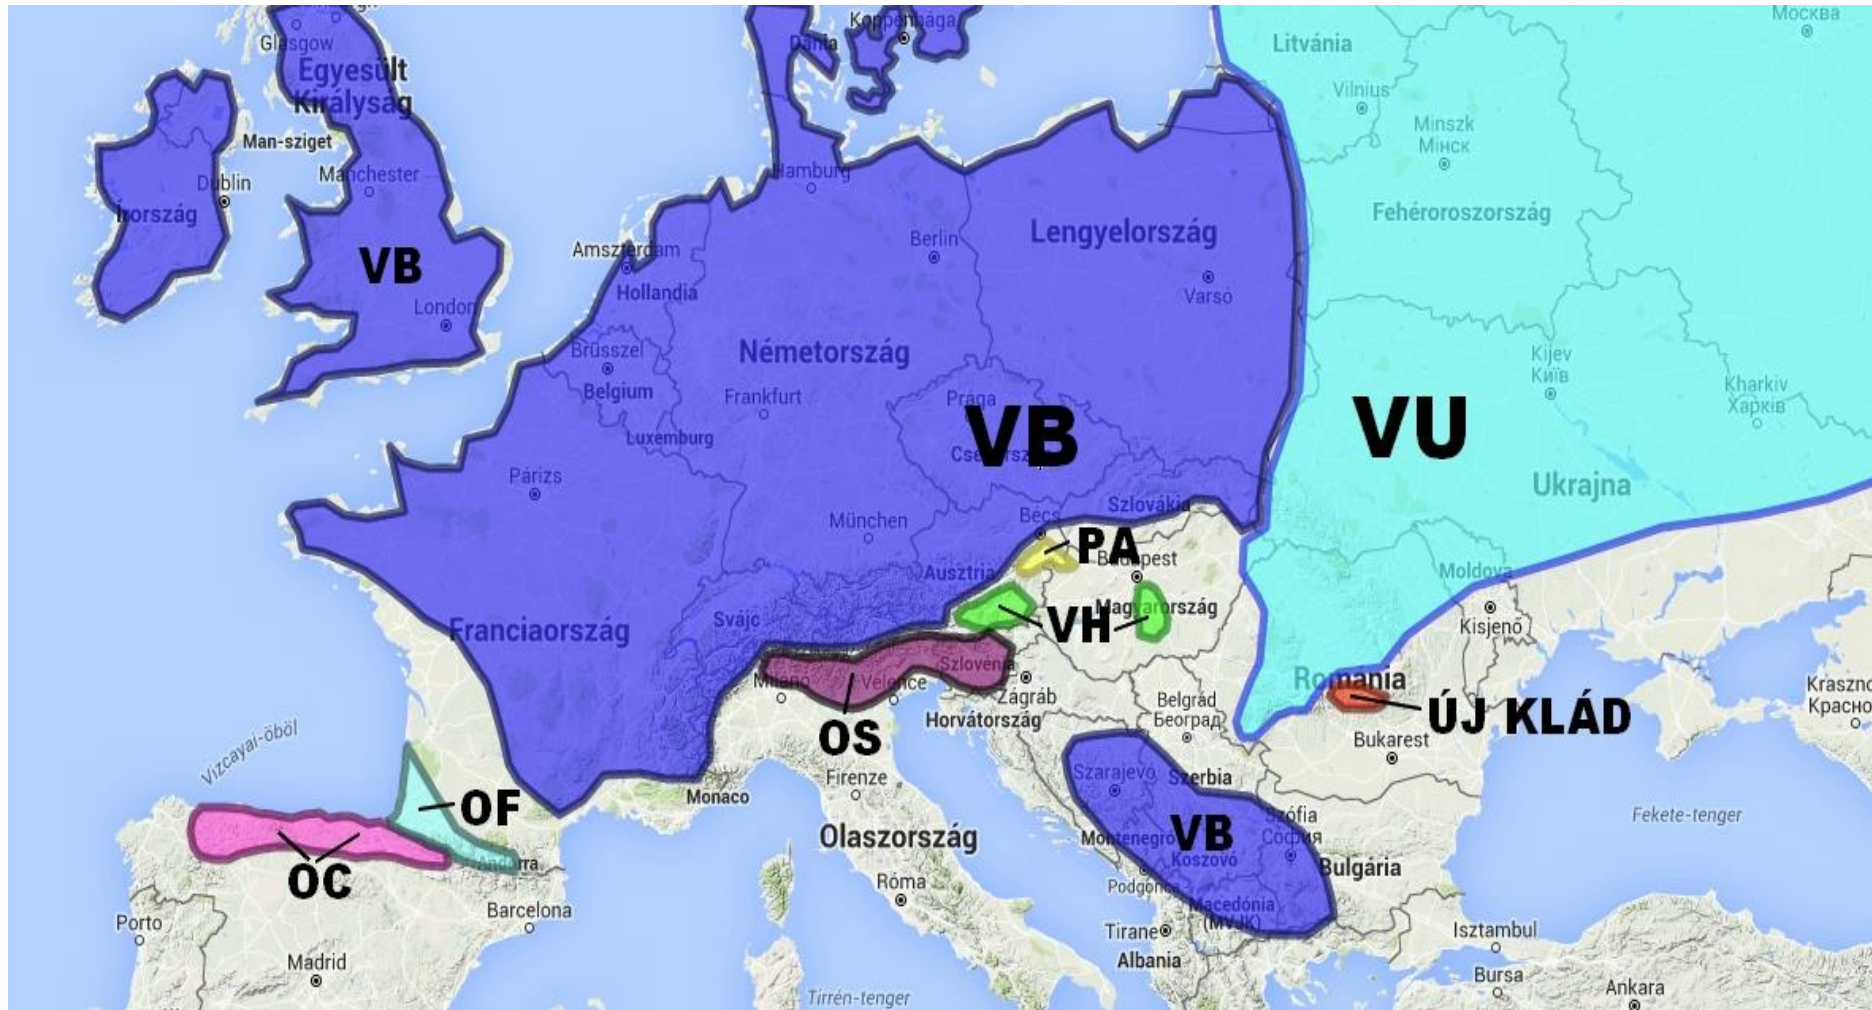 Москва
Koppenhága
Glasgow
Dánia
Litvánia
Egyesült
Királyság
Vilnius
Minszk
Мінск
Man-sziget
Manchester
Hamburg
Dublin
Írország
Fehéroroszország
Lengyelország
Berlin
Amszterdam
VB
Varsó
Hollandia
London
Németország
Brüsszel
Kijev
Київ
Belgium
Frankfurt
Prága
Kharkiv
Харків
VB
VU
Luxemburg
Párizs
Ukrajna
Szlovákia
Bécs
München
PA
Budapest
Ausztria
Moldova
Magyarország
Svájc
VH
Kisjenő
Franciaország
Szlovénia
Románia
Milánó
Velence
Zágráb
Belgrád
Београд
Horvátország
ÚJ KLÁD
OS
Bukarest
Vizcayai-öböl
Szarajevo
Szerbia
Firenze
Monaco
OF
Szófia
София
Fekete-tenger
Olaszország
Montenegró
VB
Koszovó
Andorra
Bulgária
OC
Róma
Podgorica
Macedónia
(MVJK)
Barcelona
Porto
Tirane
Isztambul
Albania
Madrid
Bursa
Ankara
Tirrén-tenger